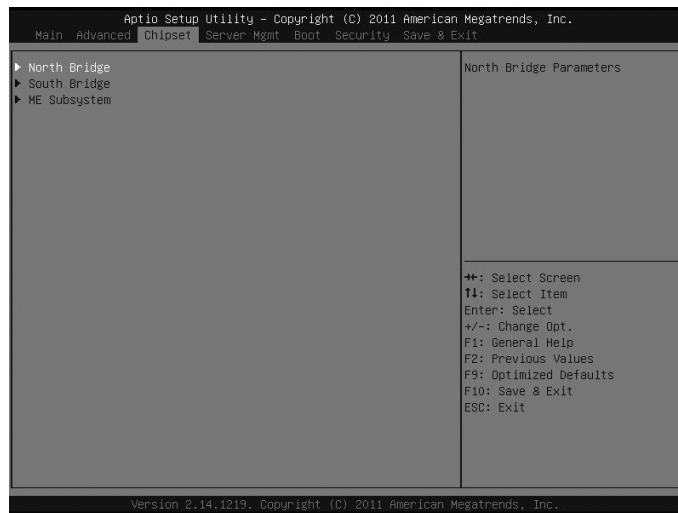 Aptio Setup Utility – Copyright (C) 2011 American Megatrends, Inc.
Main Advanced Chipset Server Mgmt Boot Security Save & Exit
▶ North Bridge
▶ South Bridge
▶ ME Subsystem
North Bridge Parameters
→←: Select Screen
↑↓: Select Item
Enter: Select
+/-: Change Opt.
F1: General Help
F2: Previous Values
F9: Optimized Defaults
F10: Save & Exit
ESC: Exit
Version 2.14.1219. Copyright (C) 2011 American Megatrends, Inc.